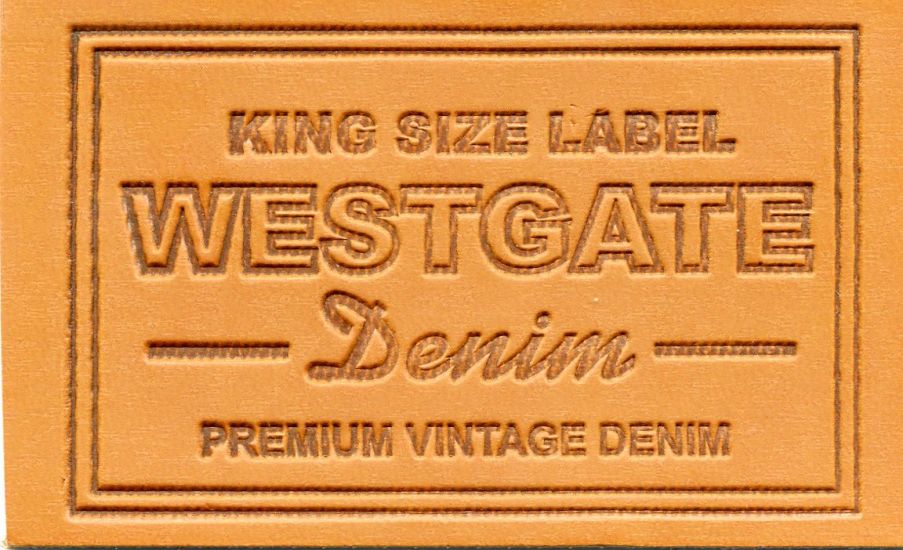 KING SIZE LABEL
WESTGATE
Denim
PREMIUM VINTAGE DENIM